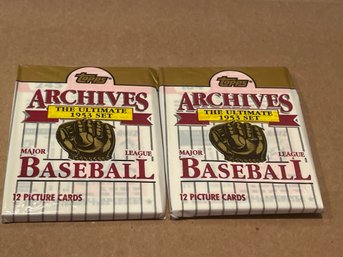 Topps
ARCHIVES
THE ULTIMATE
1953 SET
MAJOR LEAGUE
BASEBALL
12 PICTURE CARDS
Topps
ARCHIVES
THE ULTIMATE
1953 SET
MAJOR LEAGUE
BASEBALL
12 PICTURE CARDS